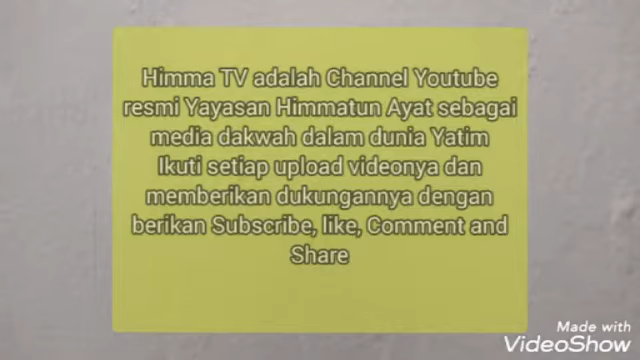 Himma TV adalah Channel Youtube
resmi Yayasan Himmatun Ayat sebagai
media dakwah dalam dunia Yatim
Ikuti setiap upload videonya dan
memberikan dukungannya dengan
berikan Subscribe, like, Comment and
Share
Made with
VideoShow